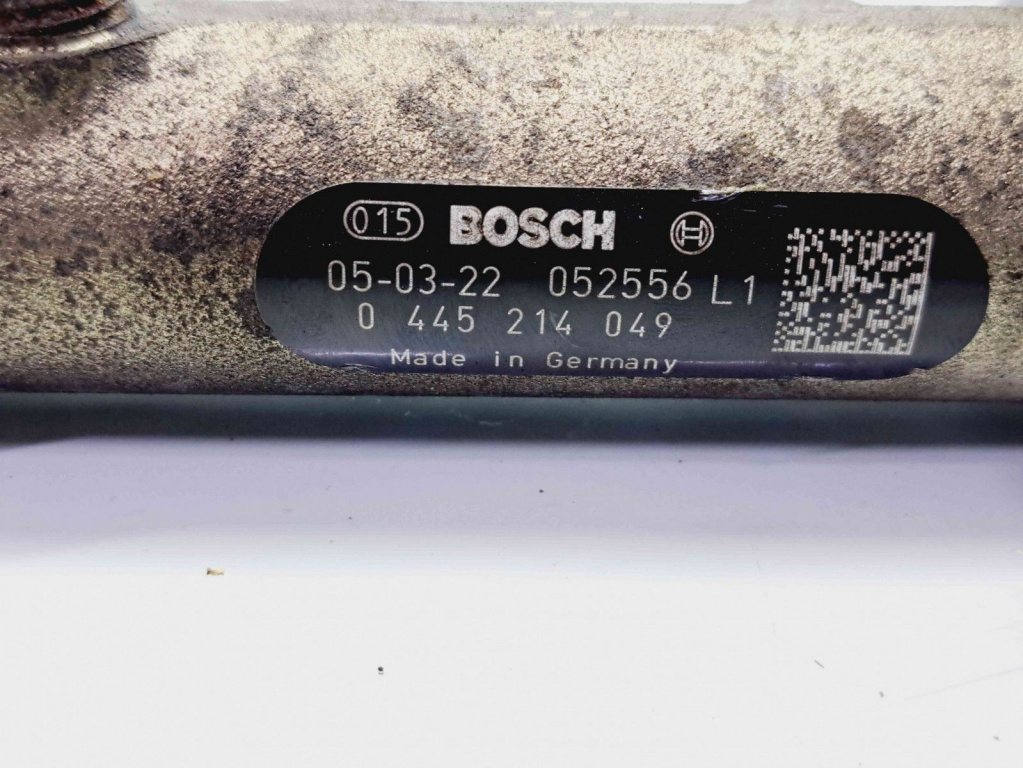 015 BOSCH
05-03-22 052556 L1
0 445 214 049
Made in Germany